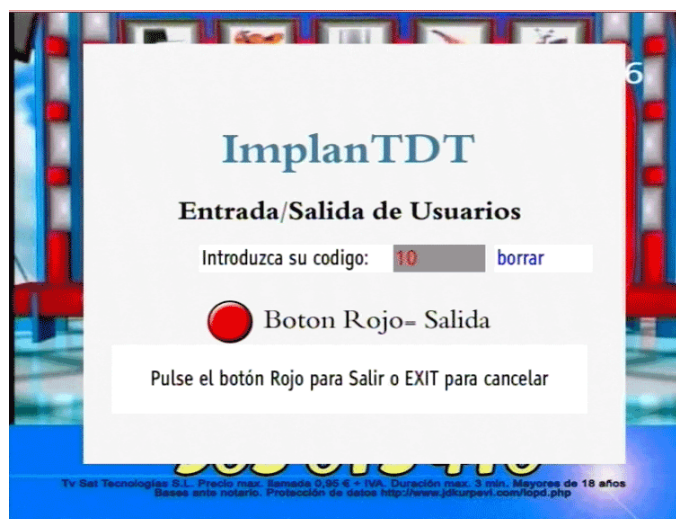 6
ImplanTDT
Entrada/Salida de Usuarios
Introduzca su codigo: 10 borrar
Boton Rojo= Salida
Pulse el botón Rojo para Salir o EXIT para cancelar
Tv Sat Tecnologias S.L. Precio max. llamada 0,95 € + IVA. Duración max. 3 min. Mayores de 18 años
Bases ante notario. Protección de datos http://www.jdkurpevi.com/lopd.php